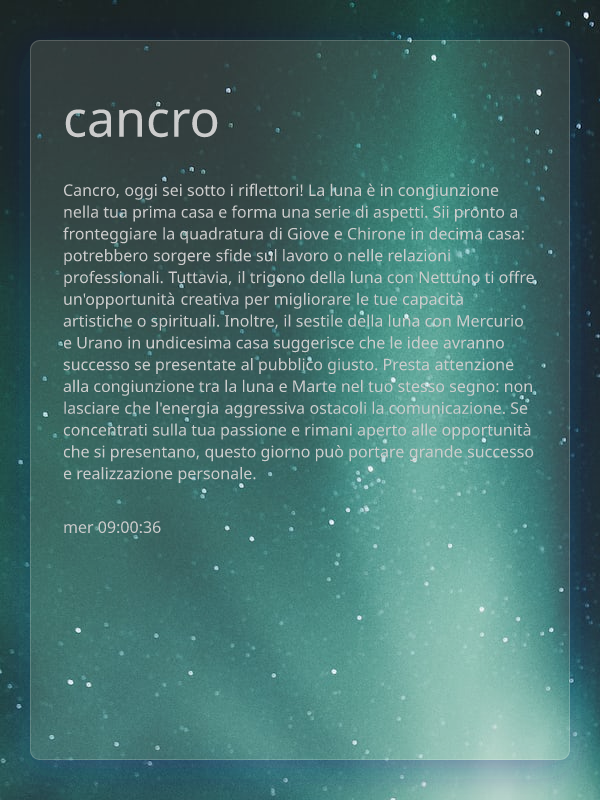 cancro
Cancro, oggi sei sotto i riflettori! La luna è in congiunzione
nella tua prima casa e forma una serie di aspetti. Sii pronto a
fronteggiare la quadratura di Giove e Chirone in decima casa:
potrebbero sorgere sfide sul lavoro o nelle relazioni
professionali. Tuttavia, il trigono della luna con Nettuno ti offre
un'opportunità creativa per migliorare le tue capacità
artistiche o spirituali. Inoltre, il sestile della luna con Mercurio
e Urano in undicesima casa suggerisce che le idee avranno
successo se presentate al pubblico giusto. Presta attenzione
alla congiunzione tra la luna e Marte nel tuo stesso segno: non
lasciare che l'energia aggressiva ostacoli la comunicazione. Se
concentrati sulla tua passione e rimani aperto alle opportunità
che si presentano, questo giorno può portare grande successo
e realizzazione personale.
mer 09:00:36